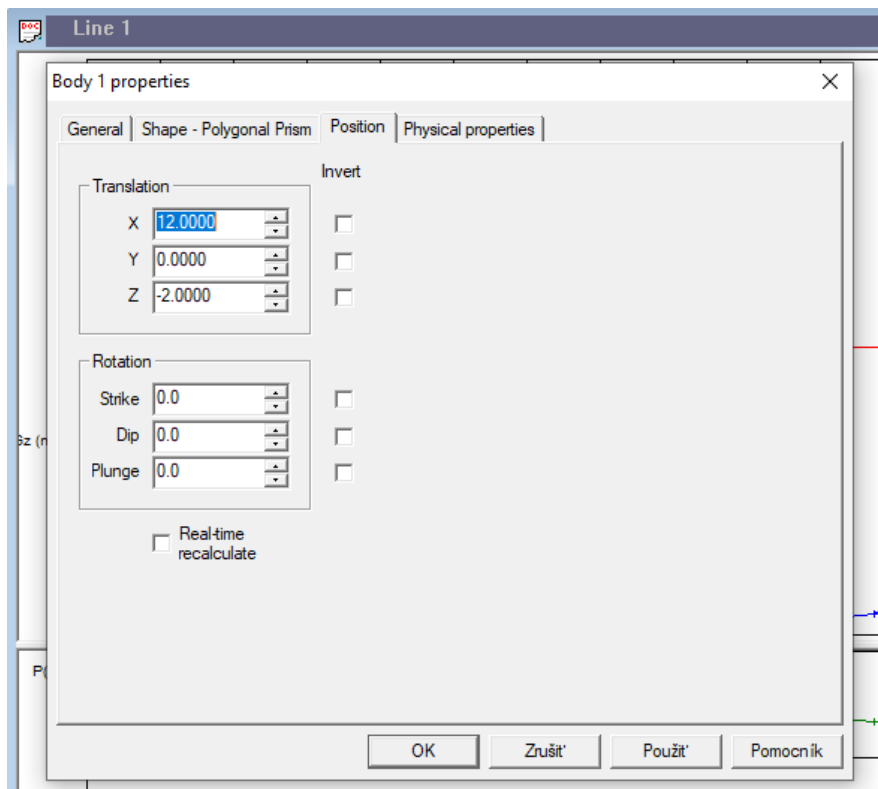 DOC
Line 1
Body 1 properties
General
Shape - Polygonal Prism
Position
Physical properties
Invert
Translation
X 12.0000
Y 0.0000
Z -2.0000
Rotation
Strike 0.0
Dip 0.0
Plunge 0.0
Real-time
recalculate
OK
Zrušiť
Použiť
Pomocník